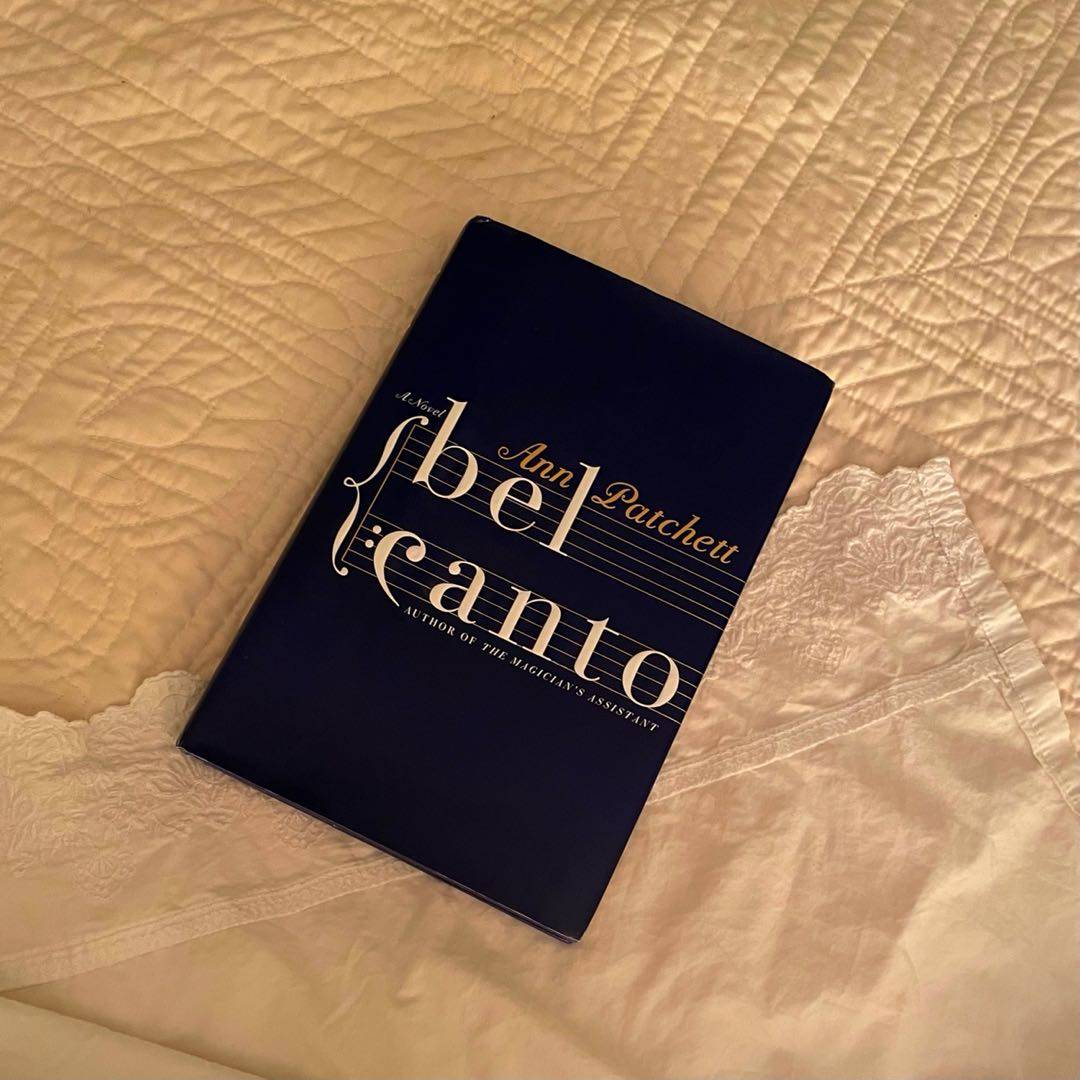 A Novel
bel
Ann Patchett
canto
AUTHOR OF THE MAGICIAN'S ASSISTANT